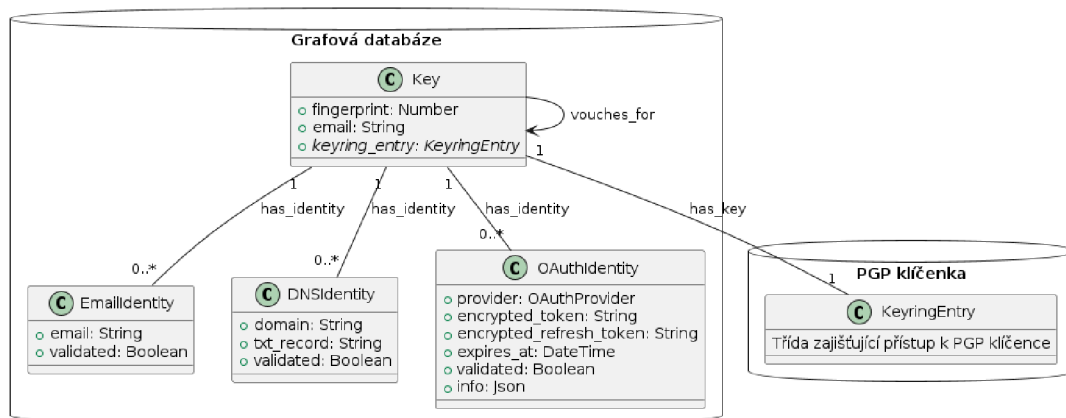 Grafová databáze
C Key
fingerprint: Number
email: String
keyring_entry: KeyringEntry
vouches_for
1
1
1
1
has_identity
has_identity
has_identity
has_key
0..*
0..*
0..*
1
PGP klíčenka
C EmailIdentity
email: String
validated: Boolean
C DNSIdentity
domain: String
txt_record: String
validated: Boolean
C OAuthIdentity
provider: OAuthProvider
encrypted_token: String
encrypted_refresh_token: String
expires_at: DateTime
validated: Boolean
info: Json
C KeyringEntry
Třída zajišťující přístup k PGP klíčence